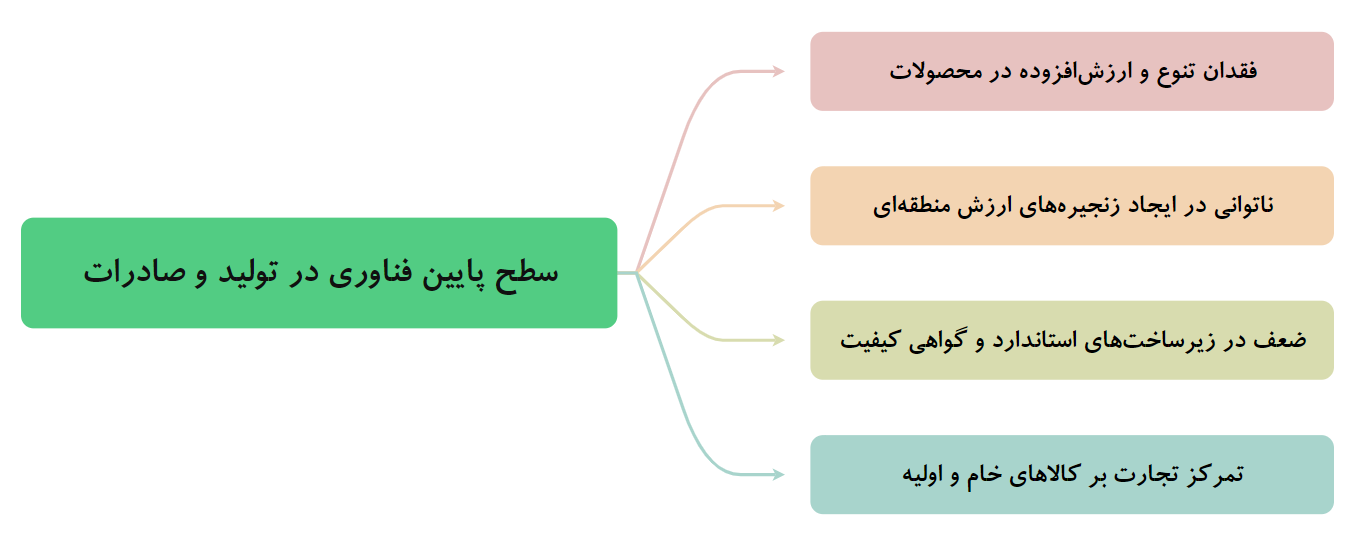 سطح پایین فناوری در تولید و صادرات
فقدان تنوع و ارزش‌افزوده در محصولات
ناتوانی در ایجاد زنجیره‌های ارزش منطقه‌ای
ضعف در زیرساخت‌های استاندارد و گواهی کیفیت
تمرکز تجارت بر کالاهای خام و اولیه